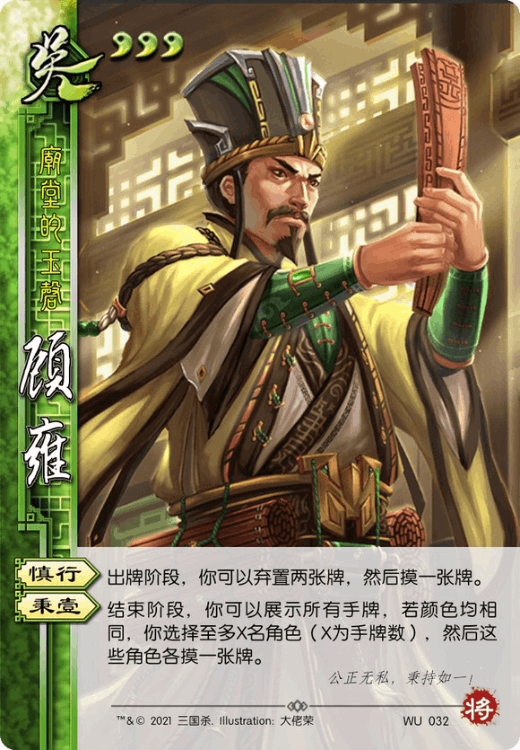 吴
廟堂的玉磬
顾雍
慎行
出牌阶段，你可以弃置两张牌，然后摸一张牌。
秉壹
结束阶段，你可以展示所有手牌，若颜色均相
同，你选择至多X名角色（X为手牌数），然后这
些角色各摸一张牌。
公正无私，秉持如一！
™&© 2021 三国杀. Illustration: 大佬荣
WU 032
将